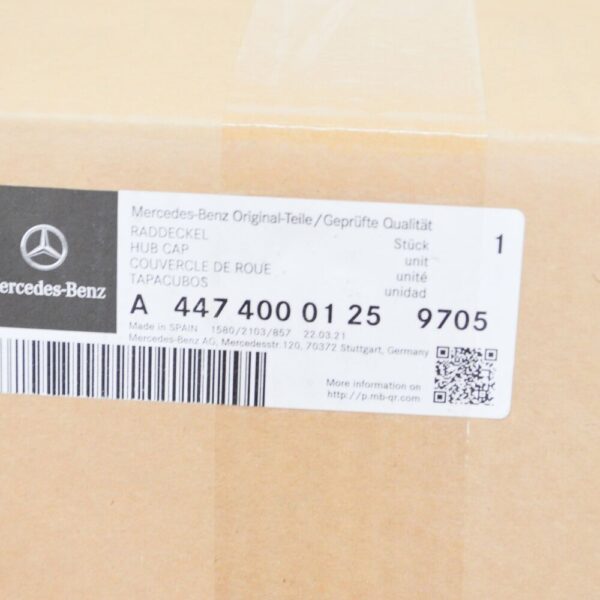 Mercedes-Benz Original-Teile/Geprüfte Qualität
RADDECKEL Stück 1
HUB CAP unit
COUVERCLE DE ROUE unité
TAPACUBOS unidad
ercedes-Benz
A 447 400 01 25 9705
Made in SPAIN 1580/2103/857 22.03.21
Mercedes-Benz AG, Mercedesstr.120, 70372 Stuttgart, Germany
More information on
http://p.mb-qr.com